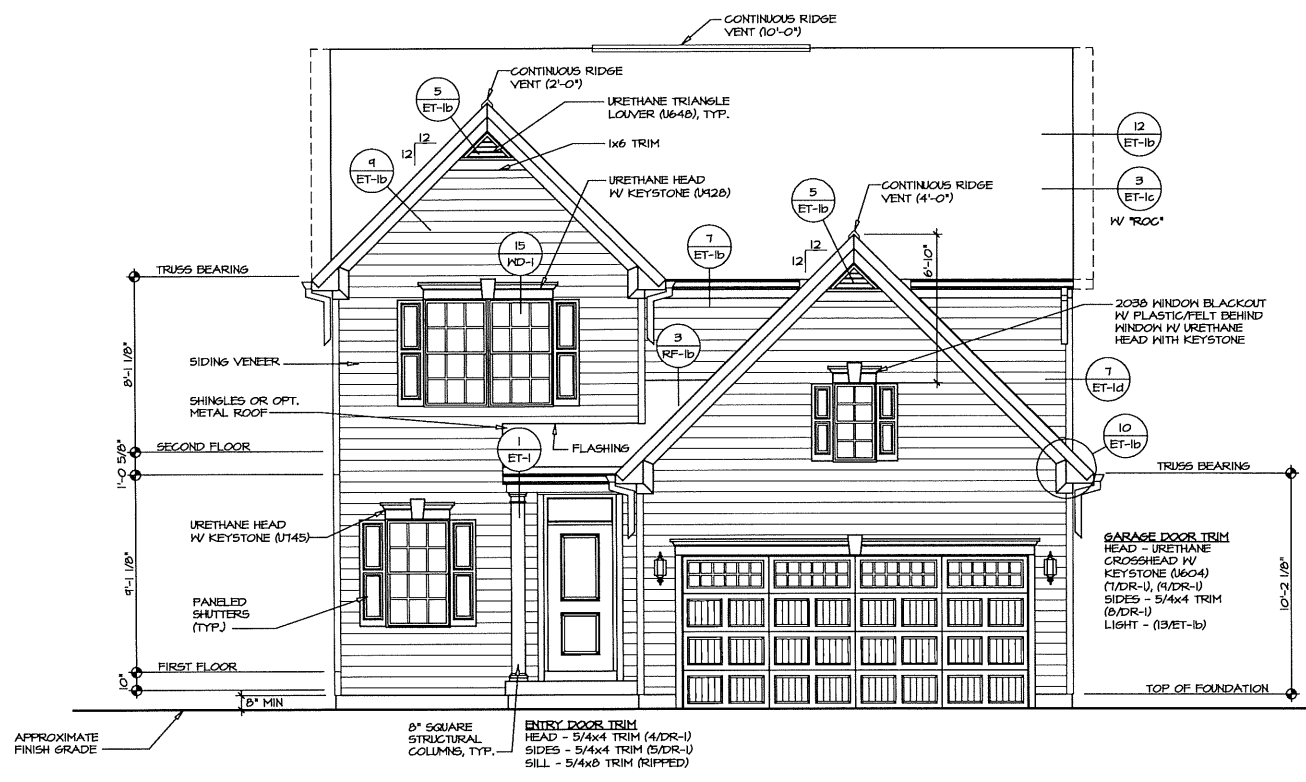 CONTINUOUS RIDGE
VENT (10'-0")
CONTINUOUS RIDGE
VENT (2'-0")
5
ET-1b
URETHANE TRIANGLE
LOUVER (U648), TYP.
12
12
1x6 TRIM
9
ET-1b
URETHANE HEAD
W/ KEYSTONE (U928)
12
ET-1b
3
ET-1c
W/ "ROC"
5
ET-1b
CONTINUOUS RIDGE
VENT (4'-0")
15
WD-1
7
ET-1b
12
12
6'-10"
TRUSS BEARING
2038 WINDOW BLACKOUT
W/ PLASTIC/FELT BEHIND
WINDOW W/ URETHANE
HEAD WITH KEYSTONE
3
RF-1b
SIDING VENEER
8'-1 1/8"
7
ET-1d
SHINGLES OR OPT.
METAL ROOF
FLASHING
1
ET-1
10
ET-1b
SECOND FLOOR
1'-0 5/8"
TRUSS BEARING
URETHANE HEAD
W/ KEYSTONE (U745)
9'-1 1/8"
PANELED
SHUTTERS
(TYP.)
GARAGE DOOR TRIM
HEAD - URETHANE
CROSSHEAD W/
KEYSTONE (U604)
(7/DR-1), (9/DR-1)
SIDES - 5/4x4 TRIM
(8/DR-1)
LIGHT - (13/ET-1b)
10'-2 1/8"
FIRST FLOOR
10"
8" MIN
TOP OF FOUNDATION
APPROXIMATE
FINISH GRADE
8" SQUARE
STRUCTURAL
COLUMNS, TYP.
ENTRY DOOR TRIM
HEAD - 5/4x4 TRIM (4/DR-1)
SIDES - 5/4x4 TRIM (5/DR-1)
SILL - 5/4x8 TRIM (RIPPED)